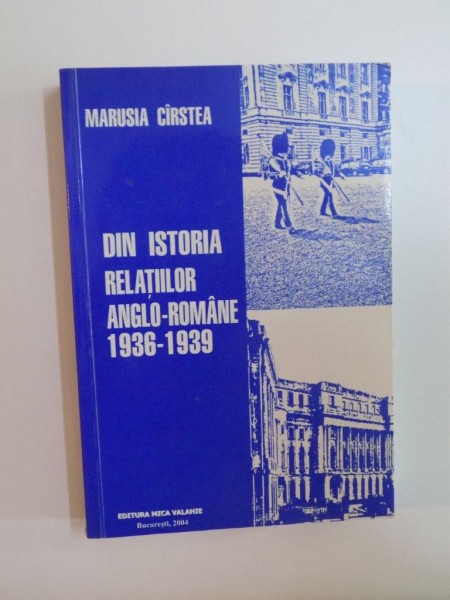 MARUSIA CÎRSTEA
DIN ISTORIA
RELAȚIILOR
ANGLO-ROMÂNE
1936-1939
EDITURA MICA VALAHIE
București, 2004